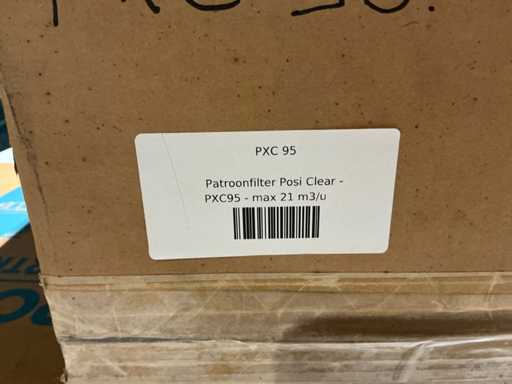 PXC 95
Patroonfilter Posi Clear -
PXC95 - max 21 m3/u